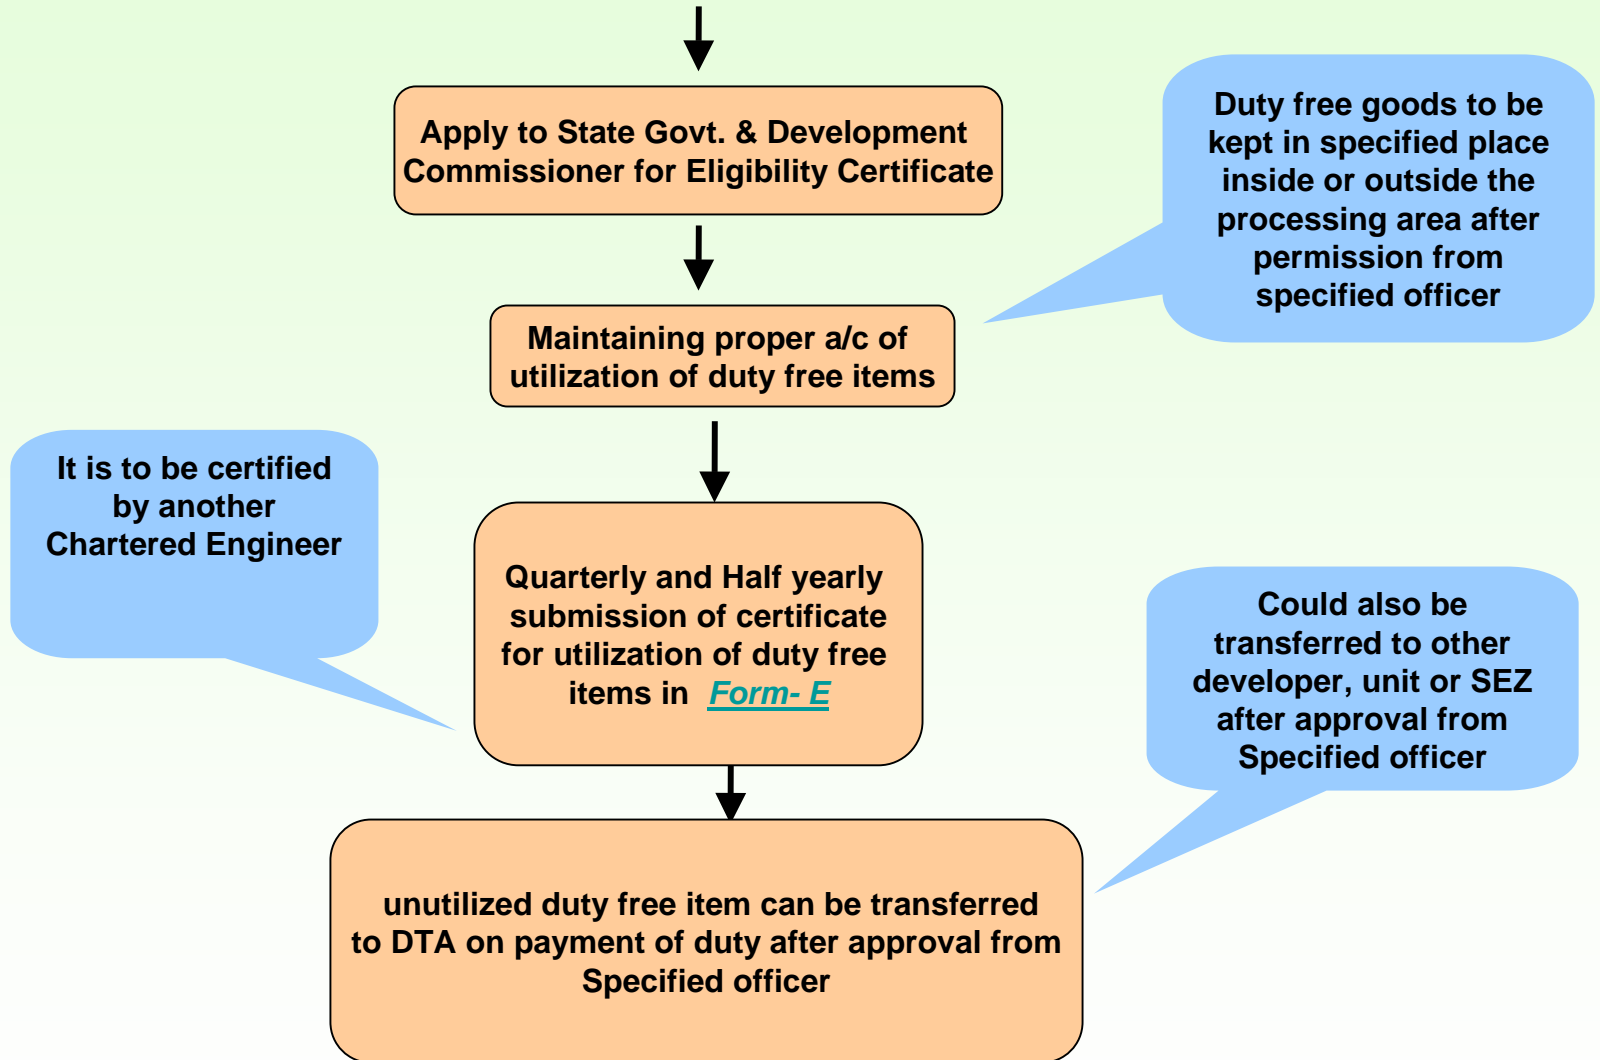 Apply to State Govt. & Development
Commissioner for Eligibility Certificate
Duty free goods to be
kept in specified place
inside or outside the
processing area after
permission from
specified officer
Maintaining proper a/c of
utilization of duty free items
It is to be certified
by another
Chartered Engineer
Quarterly and Half yearly
submission of certificate
for utilization of duty free
items in Form- E
Could also be
transferred to other
developer, unit or SEZ
after approval from
Specified officer
unutilized duty free item can be transferred
to DTA on payment of duty after approval from
Specified officer